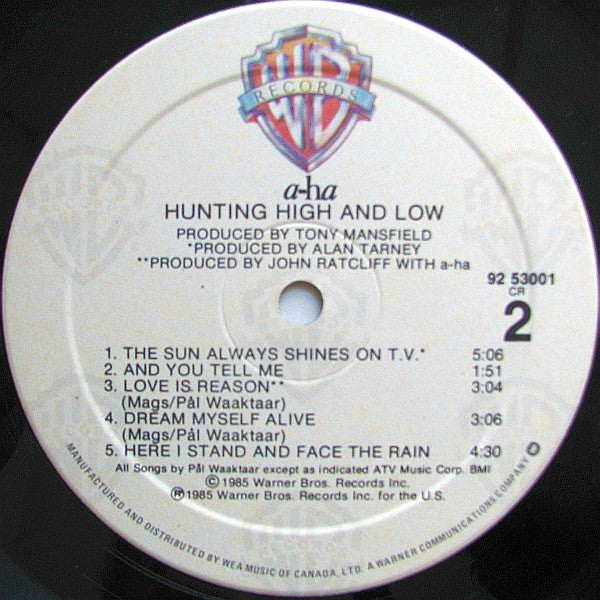 RECORDS
a-ha
HUNTING HIGH AND LOW
PRODUCED BY TONY MANSFIELD
*PRODUCED BY ALAN TARNEY
**PRODUCED BY JOHN RATCLIFF WITH a-ha
92 53001
CR
2
1. THE SUN ALWAYS SHINES ON T.V.* 5:06
2. AND YOU TELL ME 1:51
3. LOVE IS REASON** 3:04
(Mags/Pål Waaktaar)
4. DREAM MYSELF ALIVE 3:06
(Mags/Pål Waaktaar)
5. HERE I STAND AND FACE THE RAIN 4:30
All Songs by Pål Waaktaar except as indicated ATV Music Corp. BMI
©1985 Warner Bros. Records Inc.
℗1985 Warner Bros. Records Inc. for the U.S.
MANUFACTURED AND DISTRIBUTED BY WEA MUSIC OF CANADA, LTD. A WARNER COMMUNICATIONS COMPANY